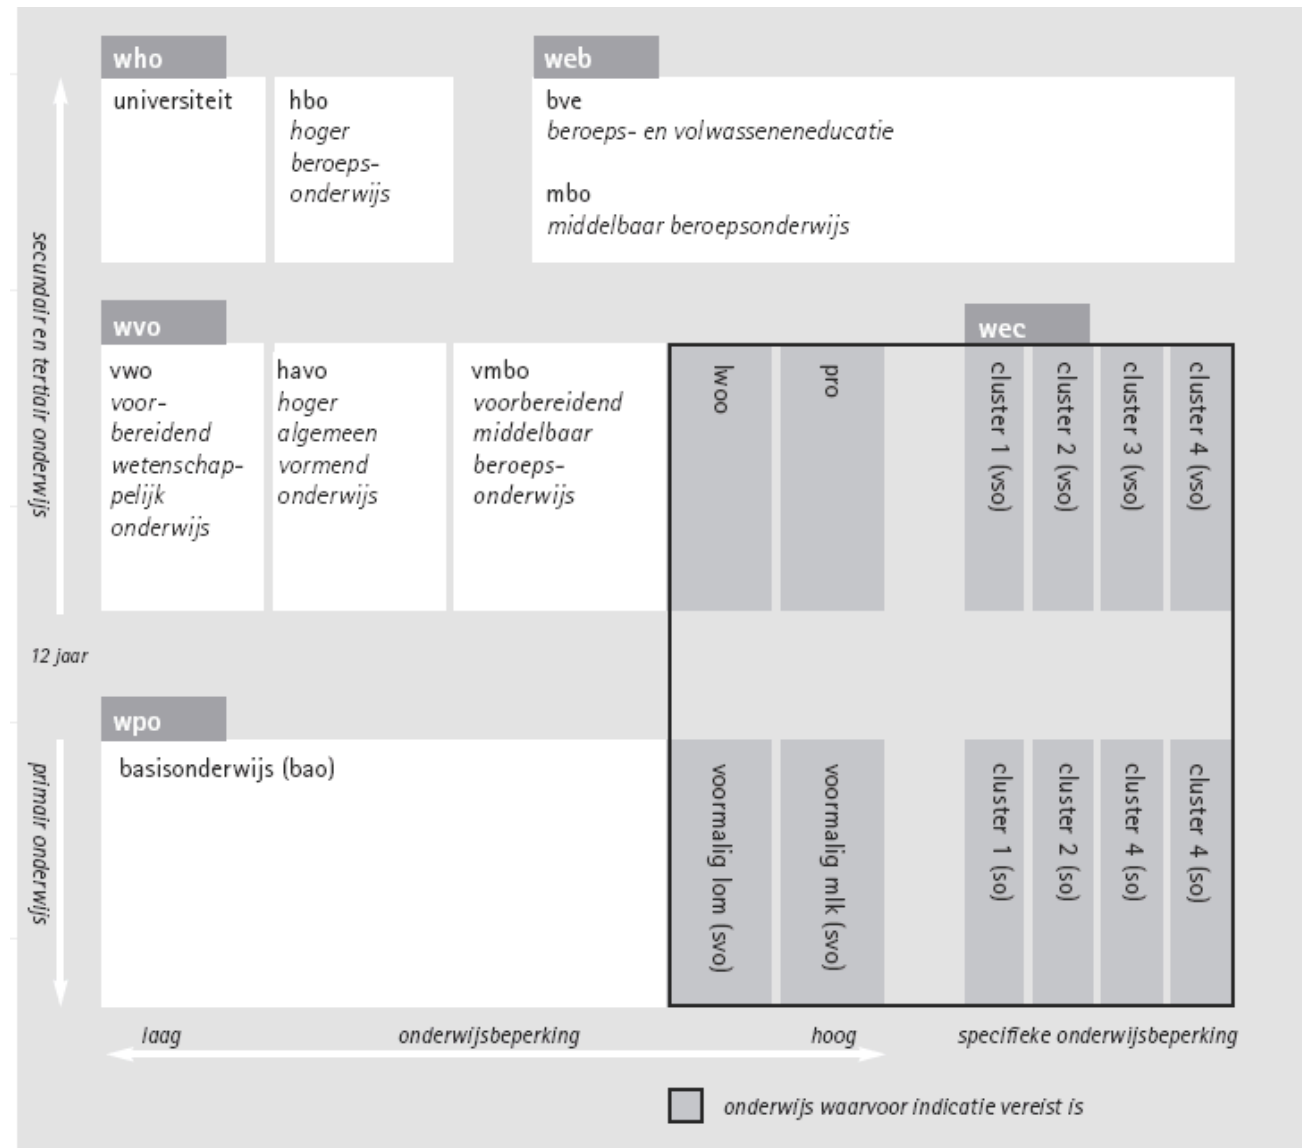 who
universiteit
hbo
hoger
beroeps-
onderwijs
web
bve
beroeps- en volwasseneneducatie
mbo
middelbaar beroepsonderwijs
secundair en tertiair onderwijs
wvo
vwo
voor-
bereidend
wetenschap-
pelijk
onderwijs
havo
hoger
algemeen
vormend
onderwijs
vmbo
voorbereidend
middelbaar
beroeps-
onderwijs
lwoo
pro
wec
cluster 1 (vso)
cluster 2 (vso)
cluster 3 (vso)
cluster 4 (vso)
12 jaar
primair onderwijs
wpo
basisonderwijs (bao)
voormalig lom (svo)
voormalig mlk (svo)
cluster 1 (so)
cluster 2 (so)
cluster 4 (so)
cluster 4 (so)
laag
onderwijsbeperking
hoog
specifieke onderwijsbeperking
onderwijs waarvoor indicatie vereist is